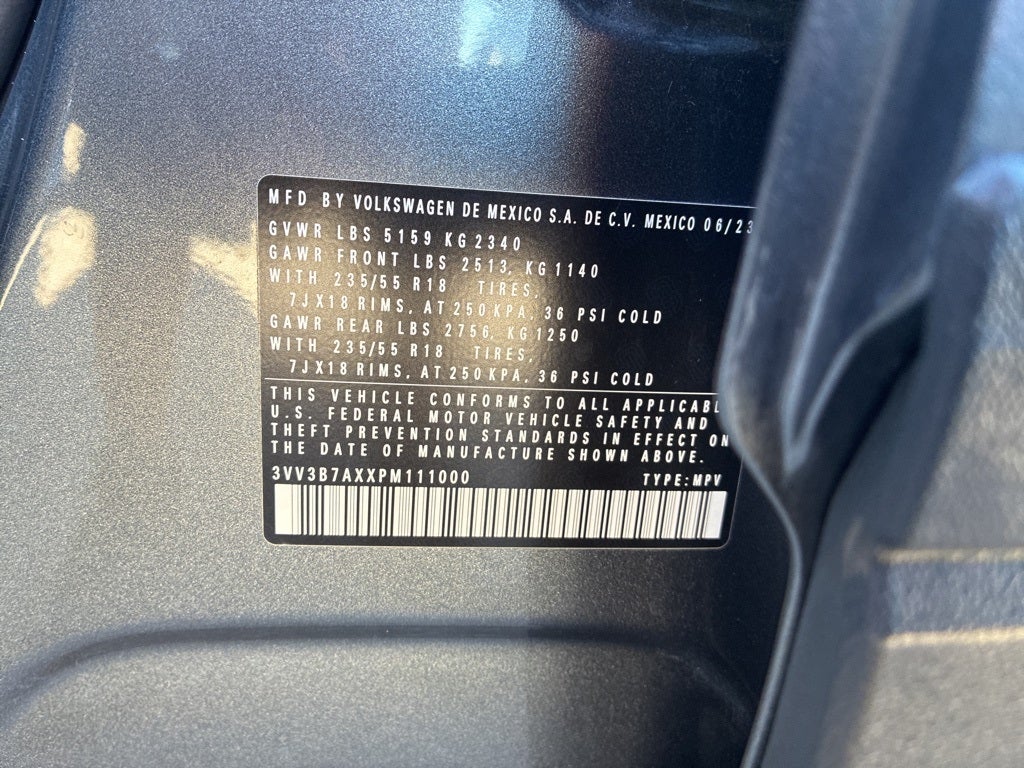 MFD BY VOLKSWAGEN DE MEXICO S.A. DE C.V. MEXICO 06/23
GVWR LBS 5159 KG 2340
GAWR FRONT LBS 2513, KG 1140
WITH 235/55 R18 TIRES,
7JX18 RIMS, AT 250 KPA, 36 PSI COLD
GAWR REAR LBS 2756, KG 1250
WITH 235/55 R18 TIRES,
7JX18 RIMS, AT 250 KPA, 36 PSI COLD
THIS VEHICLE CONFORMS TO ALL APPLICABL
U.S. FEDERAL MOTOR VEHICLE SAFETY AND
THEFT PREVENTION STANDARDS IN EFFECT ON
THE DATE OF MANUFACTURE SHOWN ABOVE.
3VV3B7AXXPM111000 TYPE: MPV